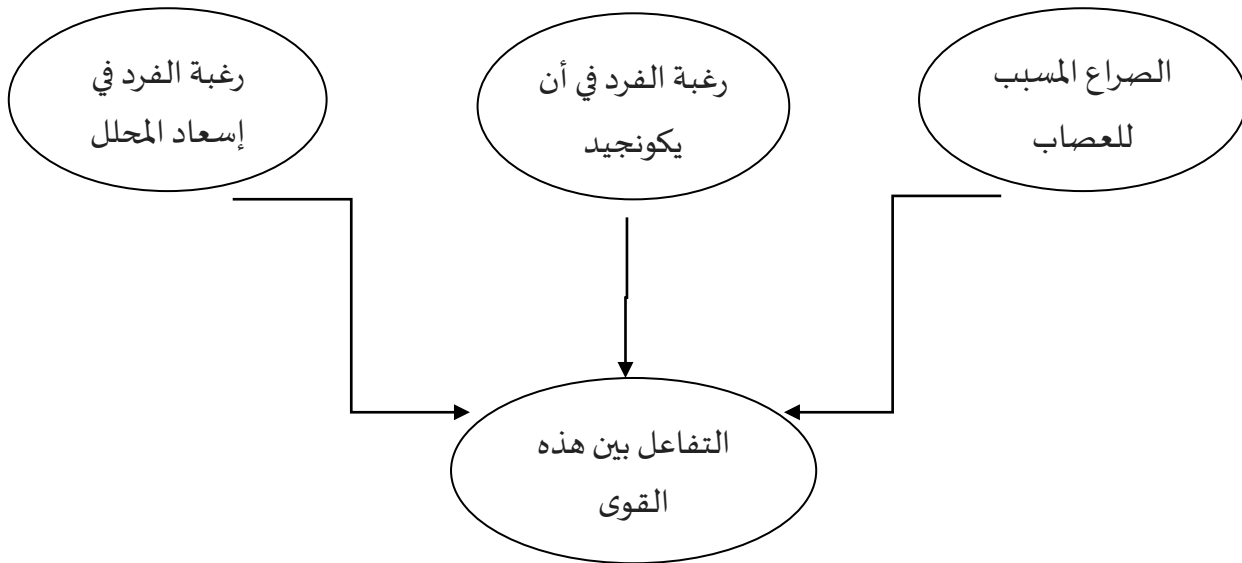 الصراع المسبب
للعصاب
رغبة الفرد في أن
يكونجيد
رغبة الفرد في
إسعاد المحلل
التفاعل بين هذه
القوى